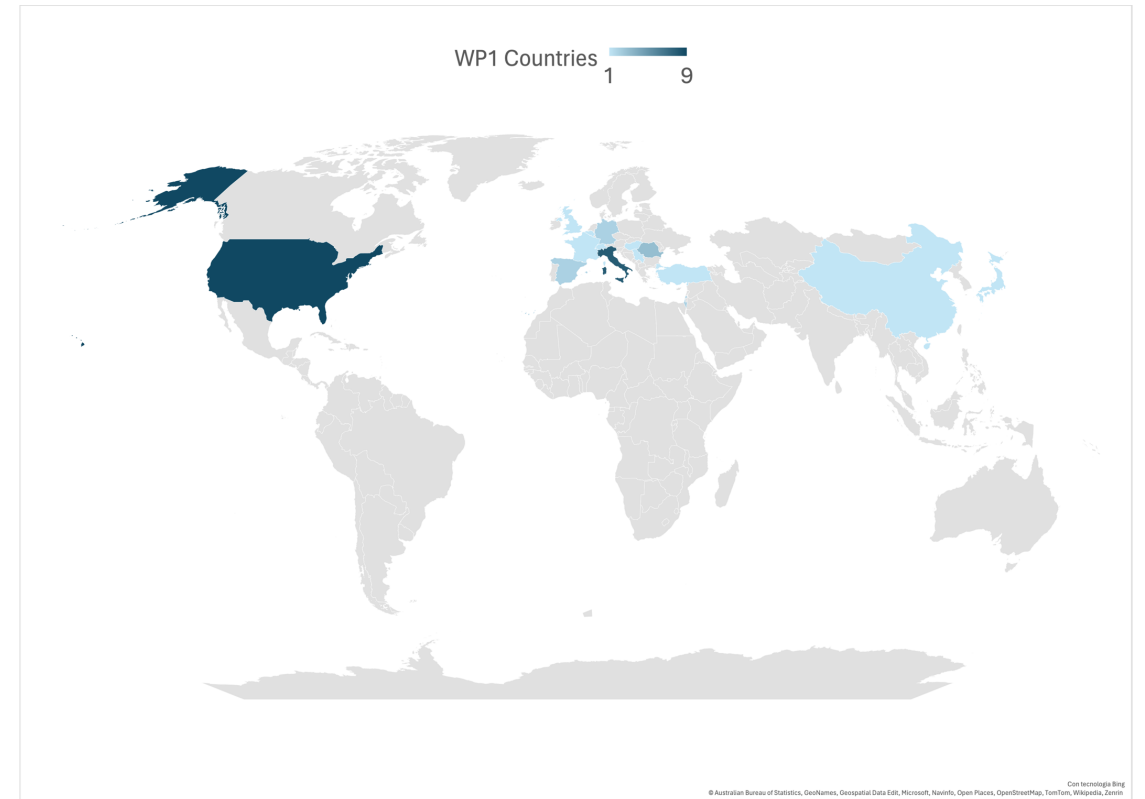 WP1 Countries
1 9
Con tecnologia Bing
© Australian Bureau of Statistics, GeoNames, Geospatial Data Edit, Microsoft, Navinfo, Open Places, OpenStreetMap, TomTom, Wikipedia, Zenrin